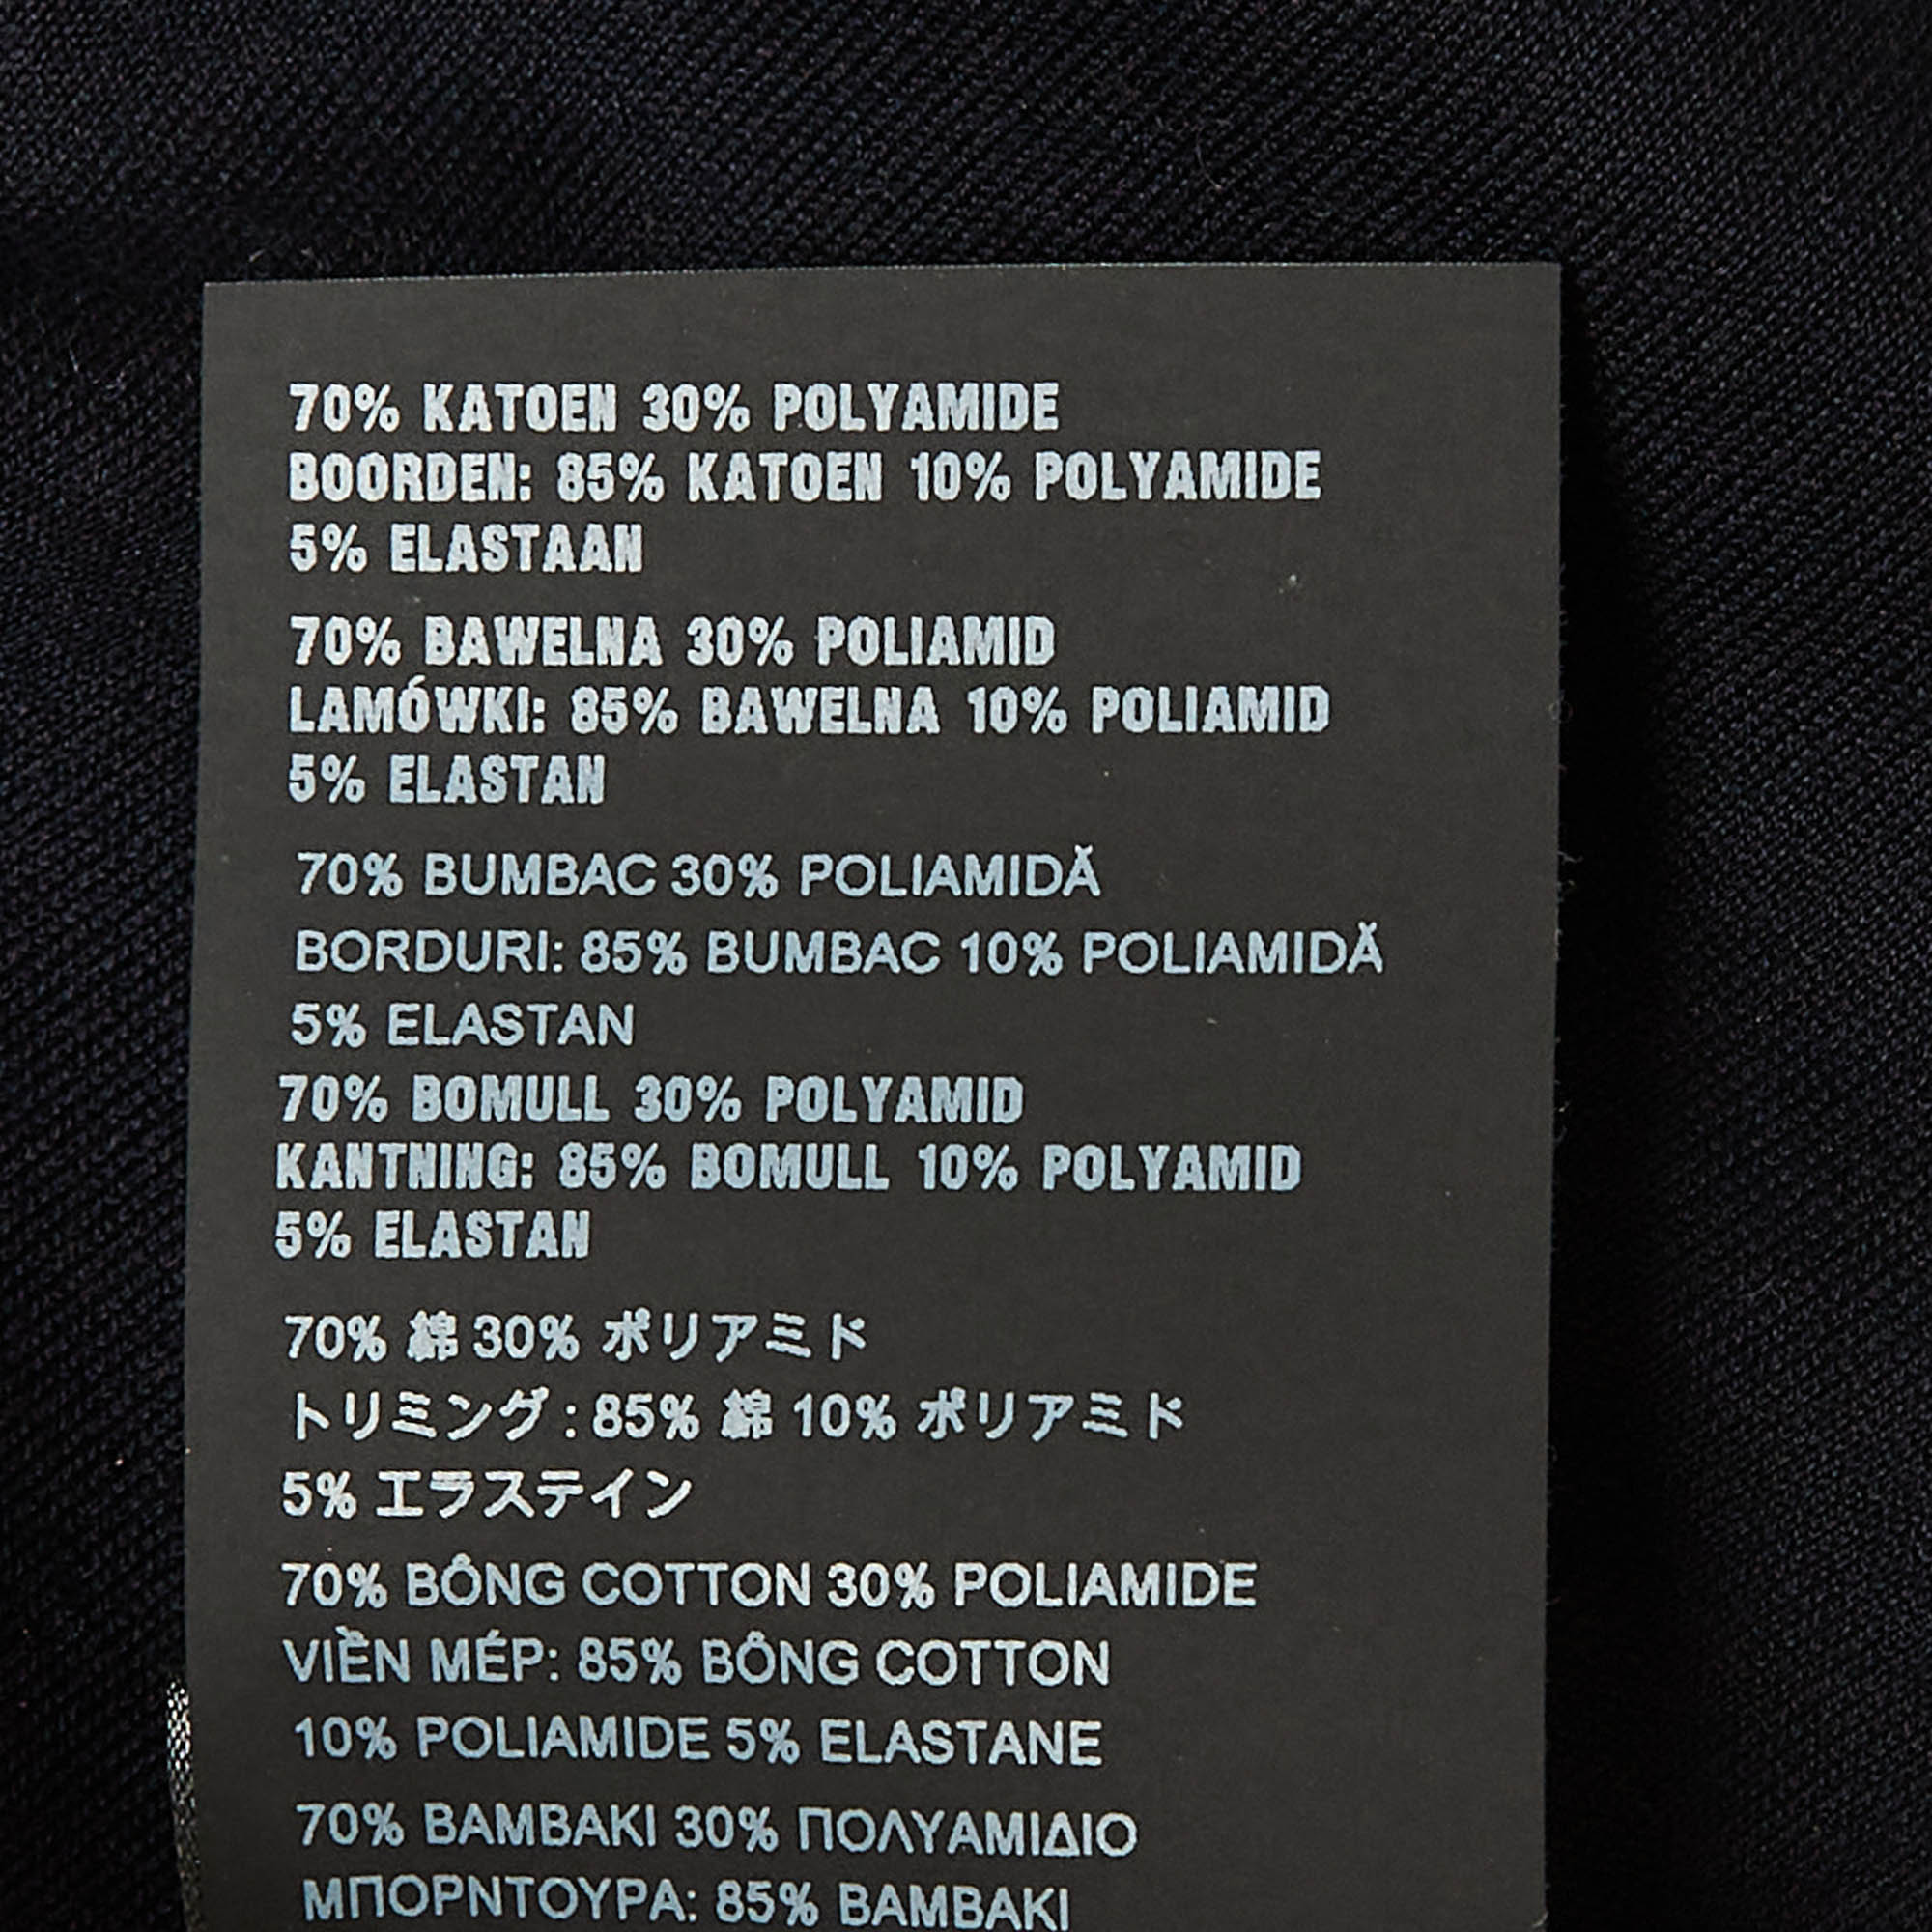 70% KATOEN 30% POLYAMIDE
BOORDEN: 85% KATOEN 10% POLYAMIDE
5% ELASTAAN
70% BAWELNA 30% POLIAMID
LAMÓWKI: 85% BAWELNA 10% POLIAMID
5% ELASTAN
70% BUMBAC 30% POLIAMIDĂ
BORDURI: 85% BUMBAC 10% POLIAMIDĂ
5% ELASTAN
70% BOMULL 30% POLYAMID
KANTNING: 85% BOMULL 10% POLYAMID
5% ELASTAN
70% 綿 30% ポリアミド
トリミング : 85% 綿 10% ポリアミド
5% エラステイン
70% BÔNG COTTON 30% POLIAMIDE
VIỀN MÉP: 85% BÔNG COTTON
10% POLIAMIDE 5% ELASTANE
70% ΒΑΜΒΑΚΙ 30% ΠΟΛΥΑΜΙΔΙΟ
ΜΠΟΡΝΤΟΥΡΑ: 85% ΒΑΜΒΑΚΙ